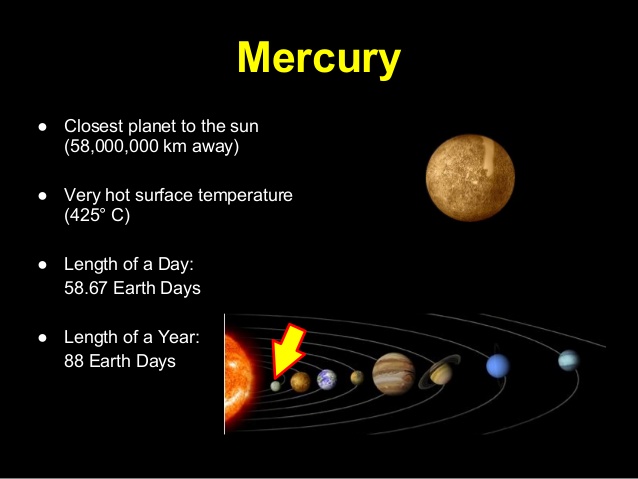 Mercury
● Closest planet to the sun
(58,000,000 km away)
● Very hot surface temperature
(425° C)
● Length of a Day:
58.67 Earth Days
● Length of a Year:
88 Earth Days